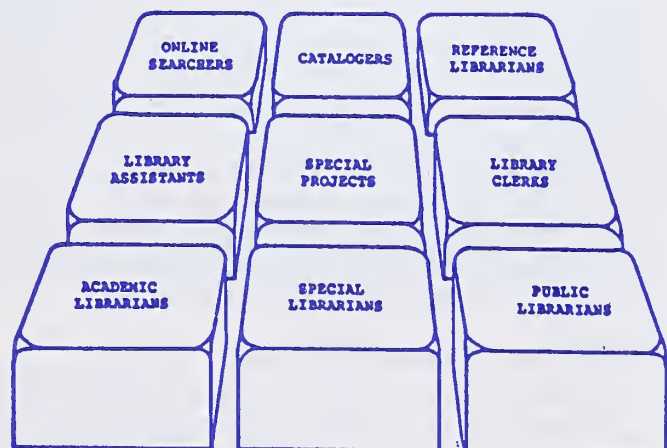 ONLINE
SEARCHERS
CATALOGERS
REFERENCE
LIBRARIANS
LIBRARY
ASSISTANTS
SPECIAL
PROJECTS
LIBRARY
CLERKS
ACADEMIC
LIBRARIANS
SPECIAL
LIBRARIANS
PUBLIC
LIBRARIANS